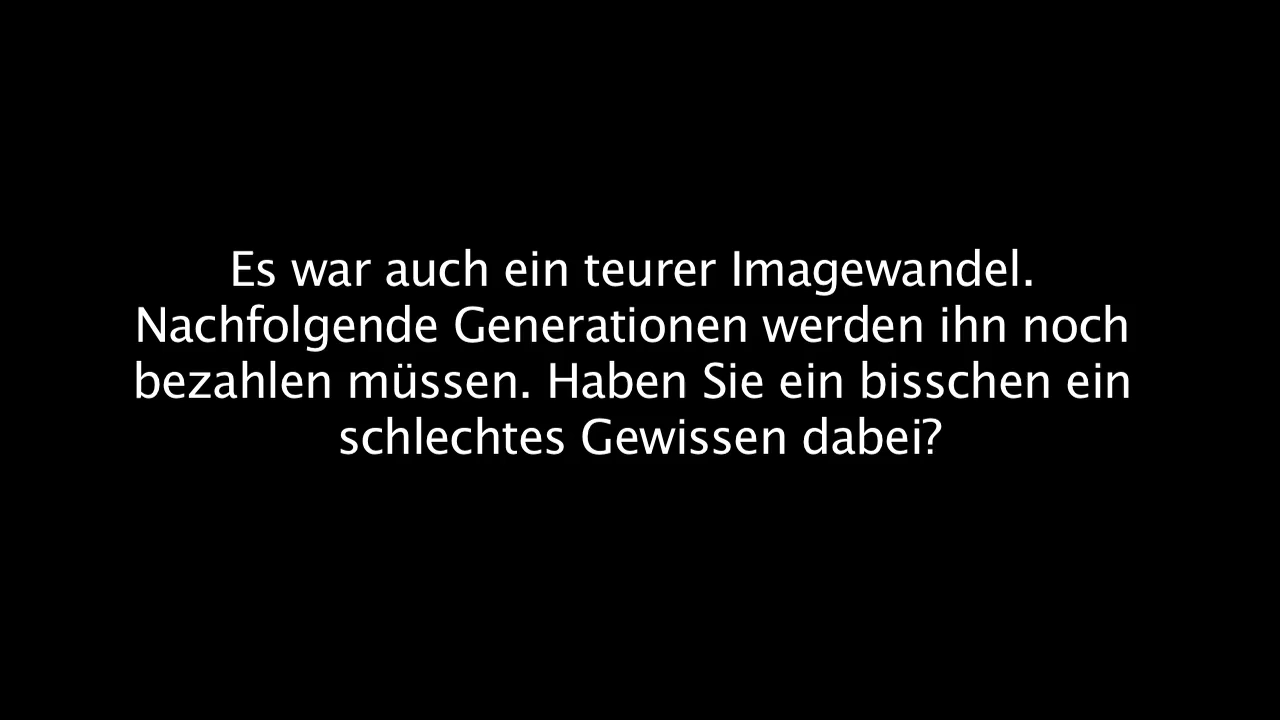 Es war auch ein teurer Imagewandel.
Nachfolgende Generationen werden ihn noch
bezahlen müssen. Haben Sie ein bisschen ein
schlechtes Gewissen dabei?